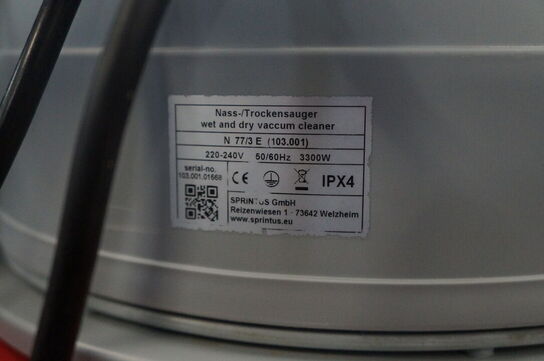 Nass-/Trockensauger
wet and dry vaccum cleaner
N 77/3 E (103.001)
220-240V 50/60Hz 3300W
serial-no.
103.001.01668
CE
IPX4
SPRiNTUS GmbH
Reizenwiesen 1 · 73642 Welzheim
www.sprintus.eu